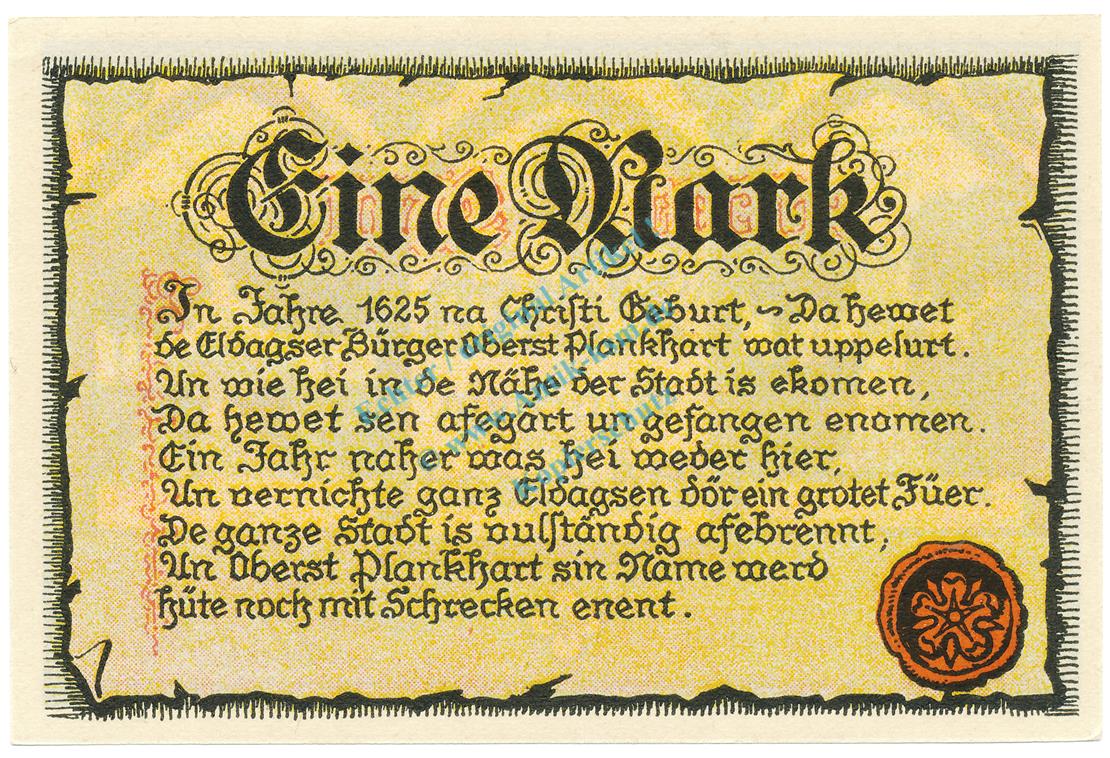 Eine Mark
In Jahre 1625 na Christi Geburt, ~ Da hewet
de Eldagser Bürger Oberst Plankhart wat uppelurt.
Un wie hei in de Nähe der Stadt is ekomen,
Da hewet sen afegart un gefangen enomen.
Ein Jahr naher was hei weder hier,
Un vernichte ganz Eldagsen dör ein grotet Füer.
De ganze Stadt is vulständig afebrennt,
Un Oberst Plankhart sin Name werd
hüte noch mit Schrecken enent.